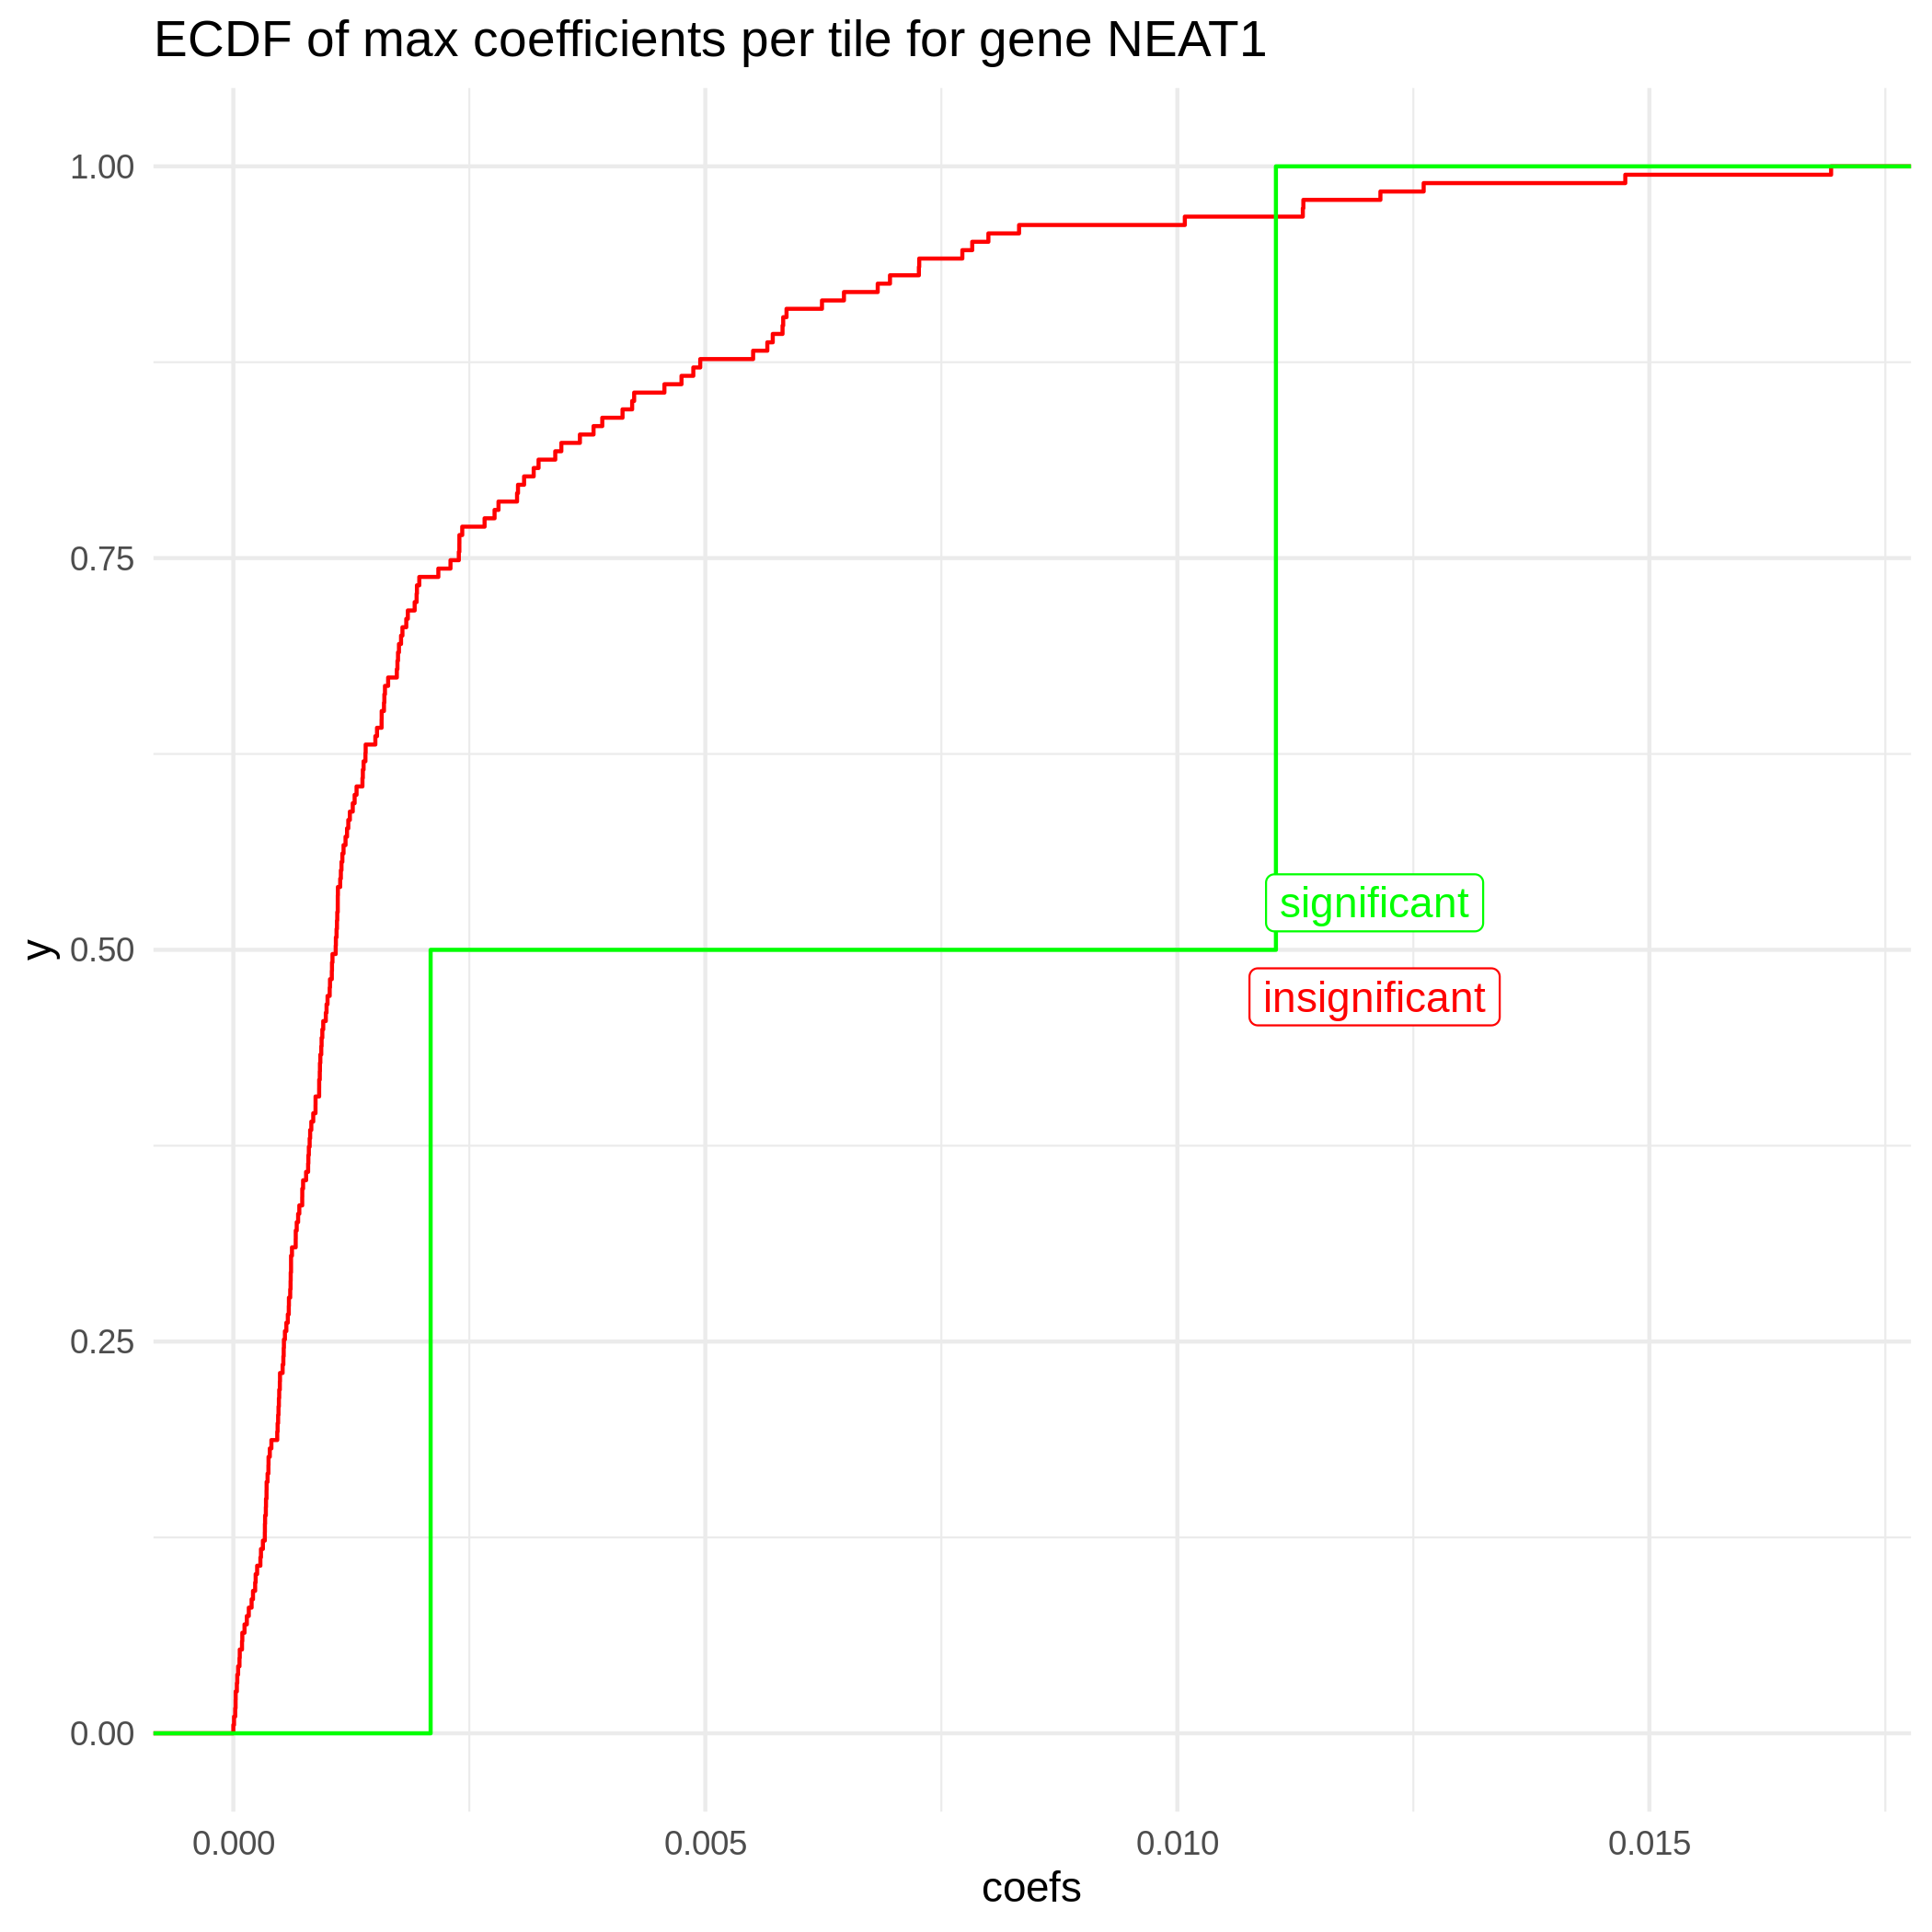 ECDF of max coefficients per tile for gene NEAT1
1.00
0.75
0.50
0.25
0.00
y
significant
insignificant
0.000
0.005
0.010
0.015
coefs